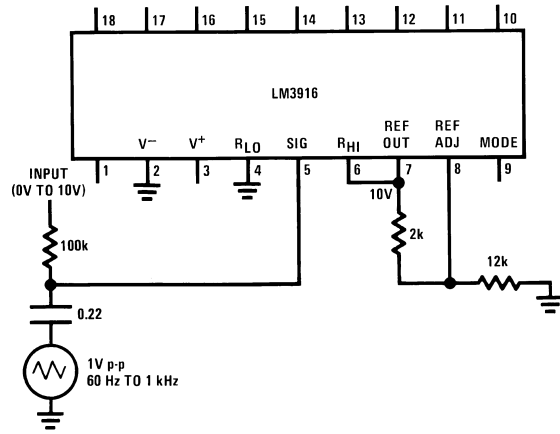 18 17 16 15 14 13 12 11 10
LM3916
V− V+ RLO SIG RHI REF OUT REF ADJ MODE
1 2 3 4 5 6 7 8 9
INPUT
(0V TO 10V)
10V
100k
2k
12k
0.22
1V p-p
60 Hz TO 1 kHz